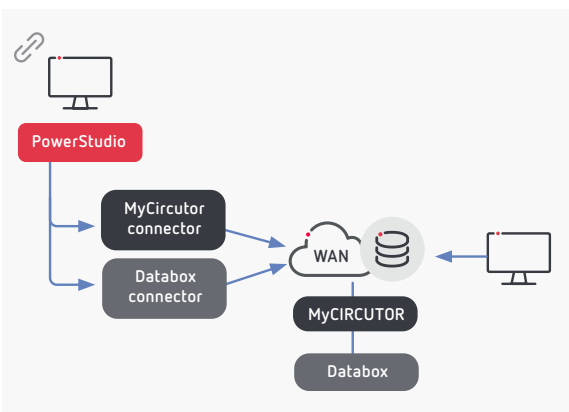 PowerStudio
MyCircutor
connector
Databox
connector
WAN
MyCIRCUTOR
Databox